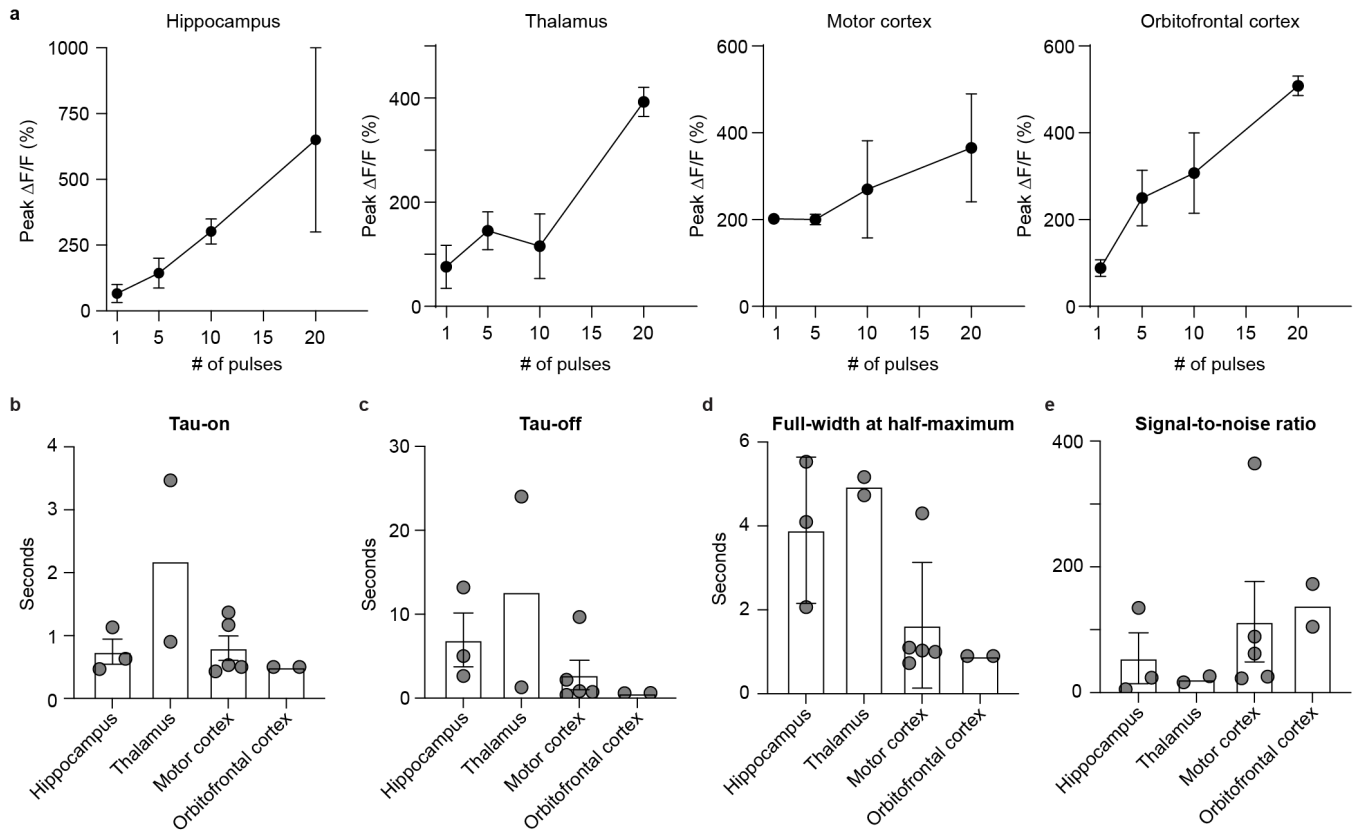 a
Hippocampus
Thalamus
Motor cortex
Orbitofrontal cortex
Peak ΔF/F (%)
1000
750
500
250
0
1 5 10 15 20
# of pulses
Peak ΔF/F (%)
400
200
0
1 5 10 15 20
# of pulses
Peak ΔF/F (%)
600
400
200
0
1 5 10 15 20
# of pulses
Peak ΔF/F (%)
600
400
200
0
1 5 10 15 20
# of pulses
b
Tau-on
Seconds
4
3
2
1
0
Hippocampus
Thalamus
Motor cortex
Orbitofrontal cortex
c
Tau-off
Seconds
30
20
10
0
Hippocampus
Thalamus
Motor cortex
Orbitofrontal cortex
d
Full-width at half-maximum
Seconds
6
4
2
0
Hippocampus
Thalamus
Motor cortex
Orbitofrontal cortex
e
Signal-to-noise ratio
400
200
0
Hippocampus
Thalamus
Motor cortex
Orbitofrontal cortex